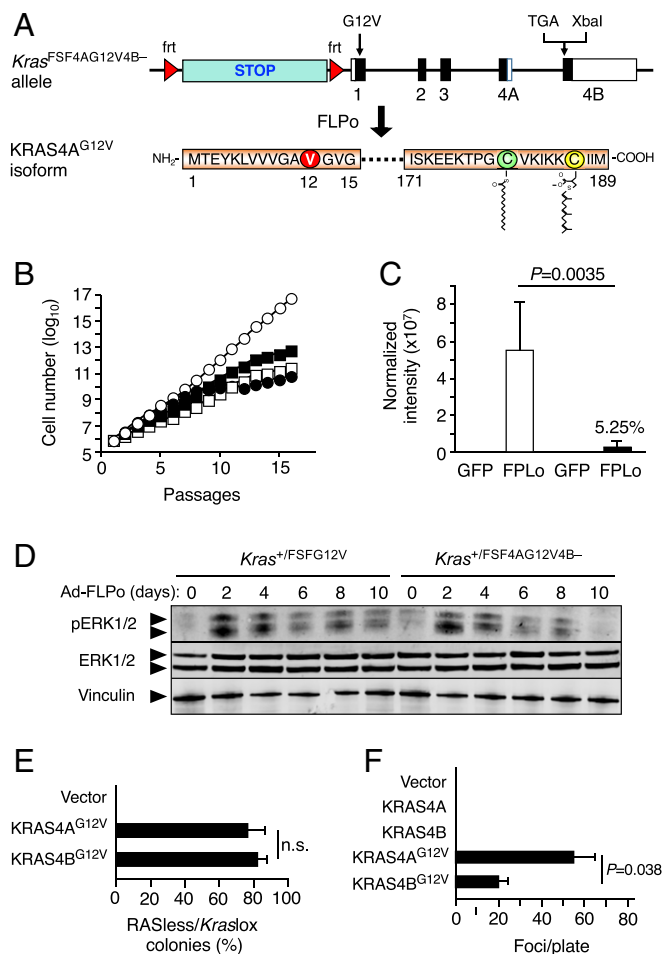 A
G12V
TGA XbaI
Kras^FSF4AG12V4B–
allele
frt
STOP
frt
1 2 3 4A 4B
FLPo
KRAS4A^G12V
isoform
NH₂- MTEYKLVVVGA V GVG ISKEEKTPG C VKIKK C IIM -COOH
1 12 15 171 189
B
Cell number (log₁₀)
17
15
13
11
9
7
5
0 5 10 15
Passages
C
P=0.0035
Normalized
intensity (x10⁷)
8
6
4
2
0
5.25%
GFP FPLo GFP FPLo
D
Kras^+/FSFG12V Kras^+/FSF4AG12V4B–
Ad-FLPo (days): 0 2 4 6 8 10 0 2 4 6 8 10
pERK1/2
ERK1/2
Vinculin
E
Vector
KRAS4A^G12V
KRAS4B^G12V
n.s.
0 20 40 60 80 100
RASless/Kraslox
colonies (%)
F
Vector
KRAS4A
KRAS4B
KRAS4A^G12V
KRAS4B^G12V
P=0.038
0 20 40 60 80
Foci/plate